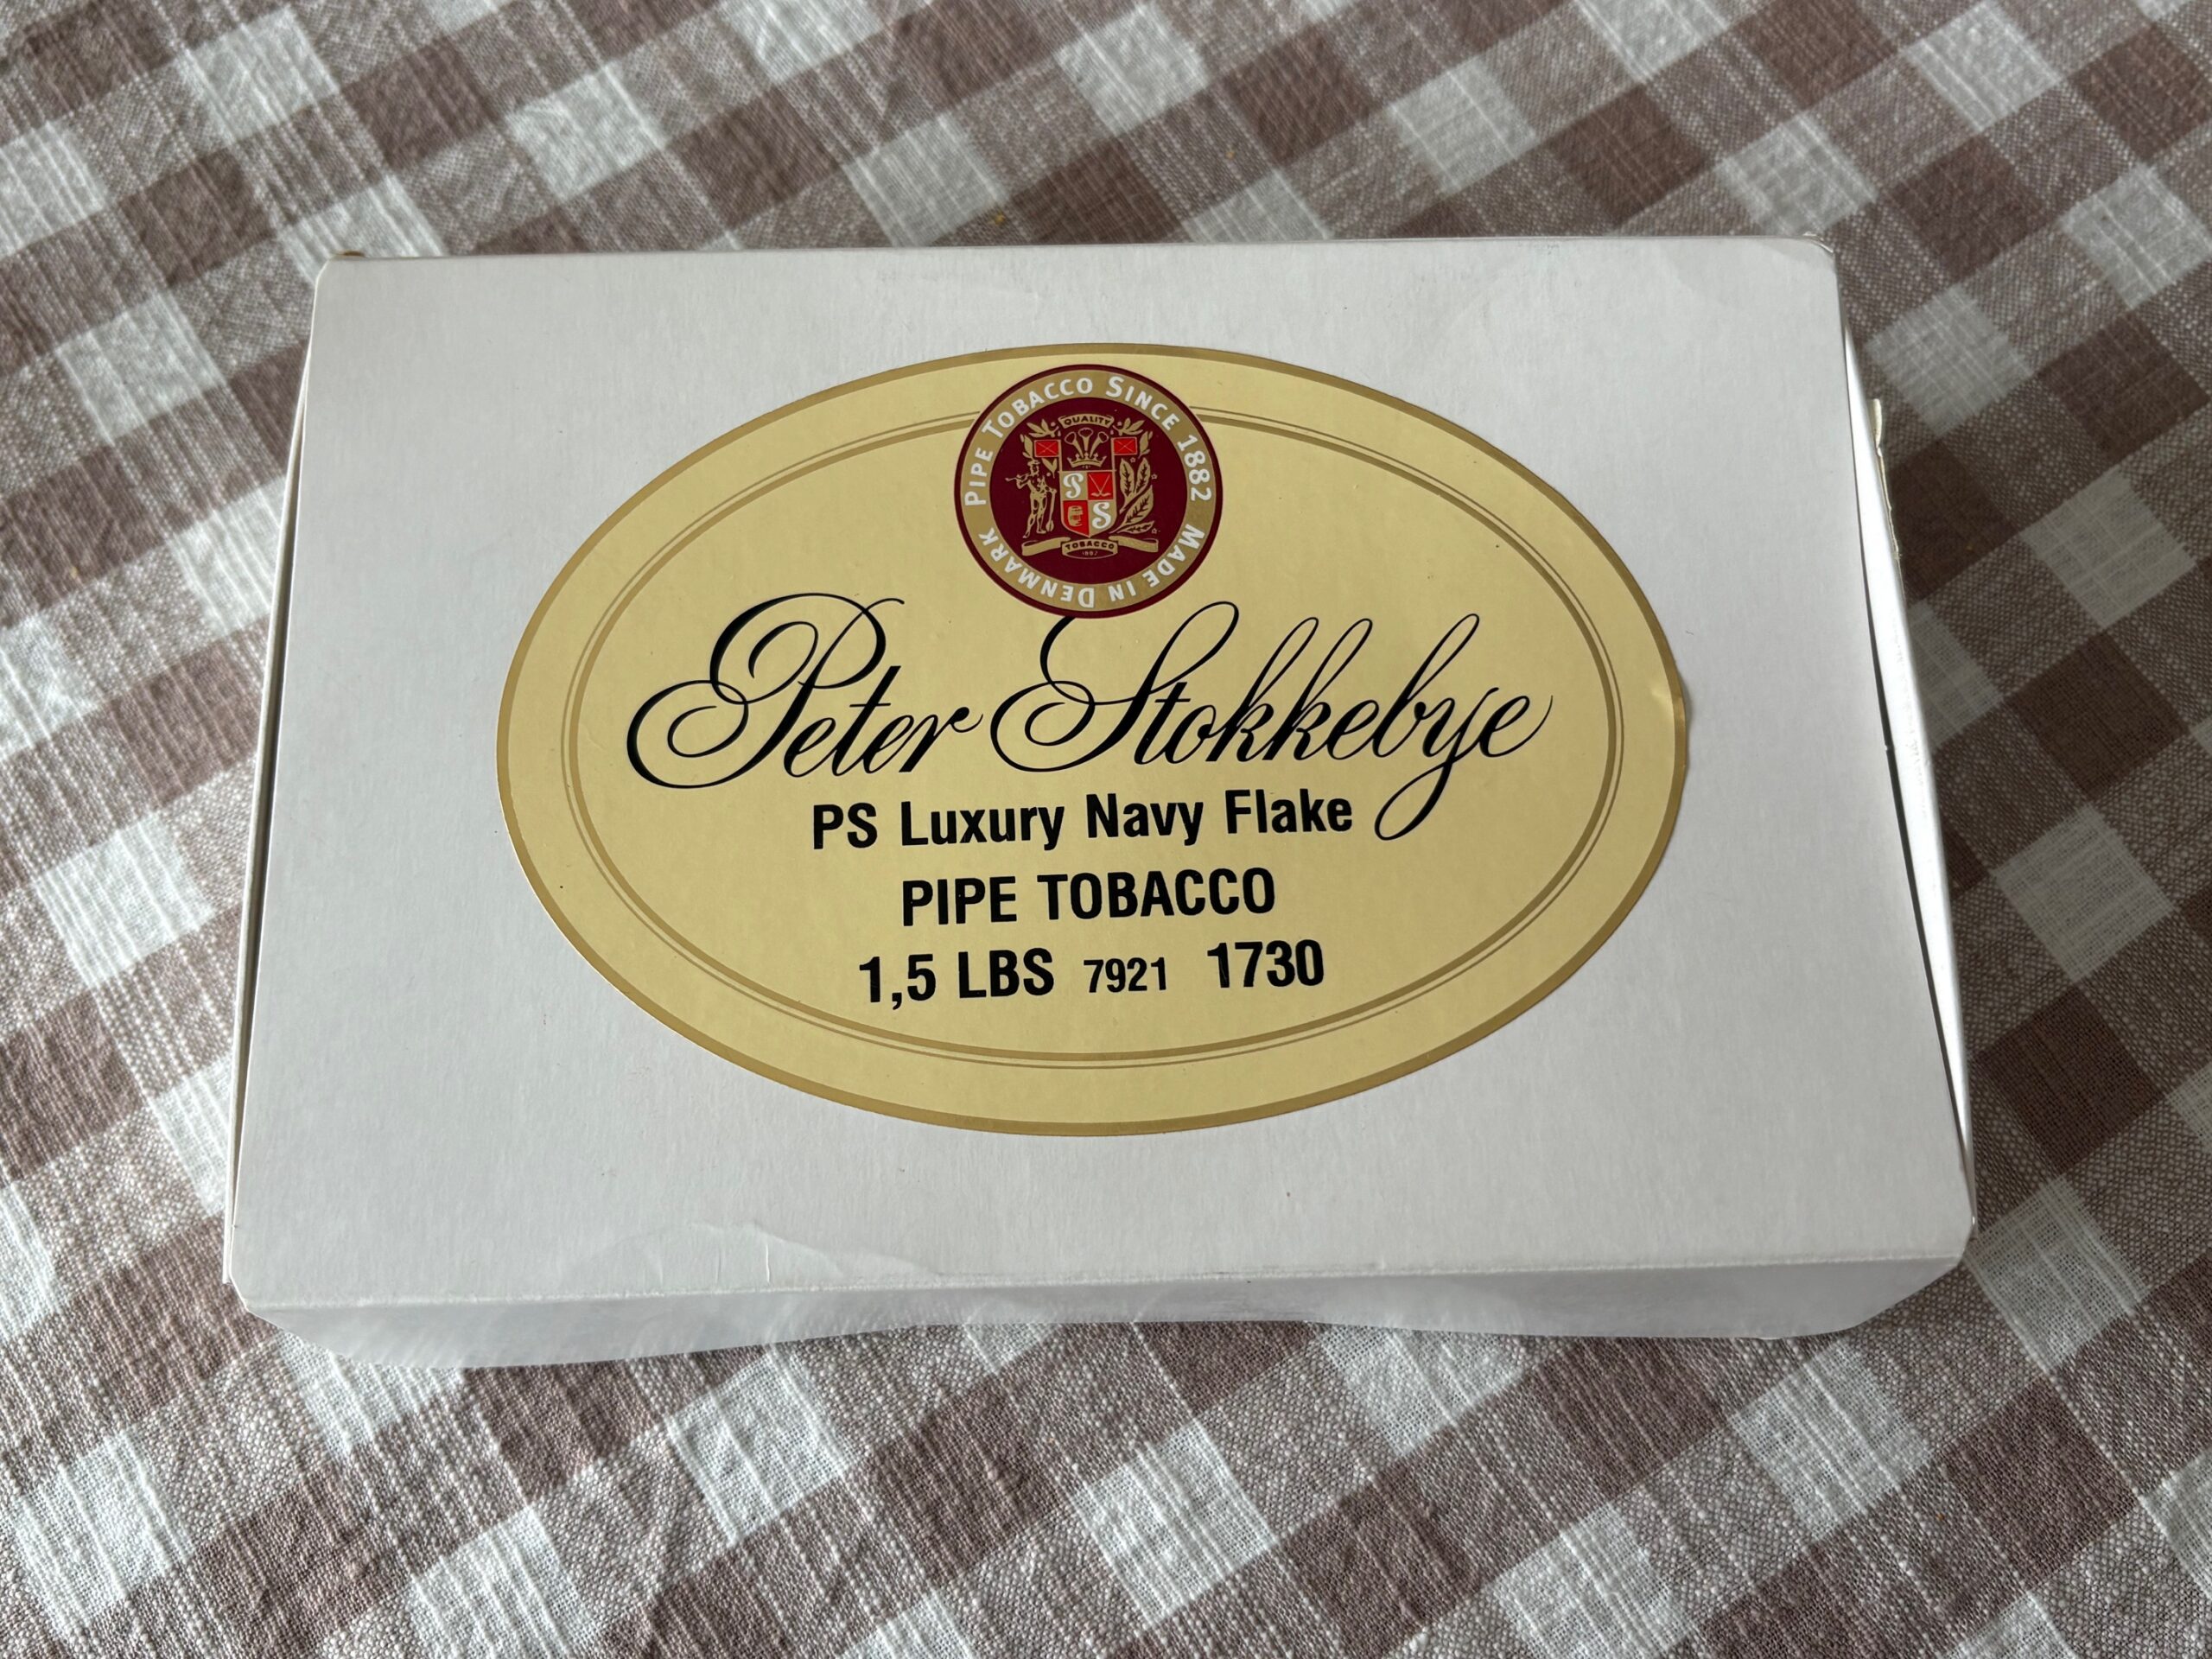 PIPE TOBACCO SINCE 1882
MADE IN DENMARK
QUALITY
P
S
TOBACCO
Peter Stokkebye
PS Luxury Navy Flake
PIPE TOBACCO
1,5 LBS 7921 1730